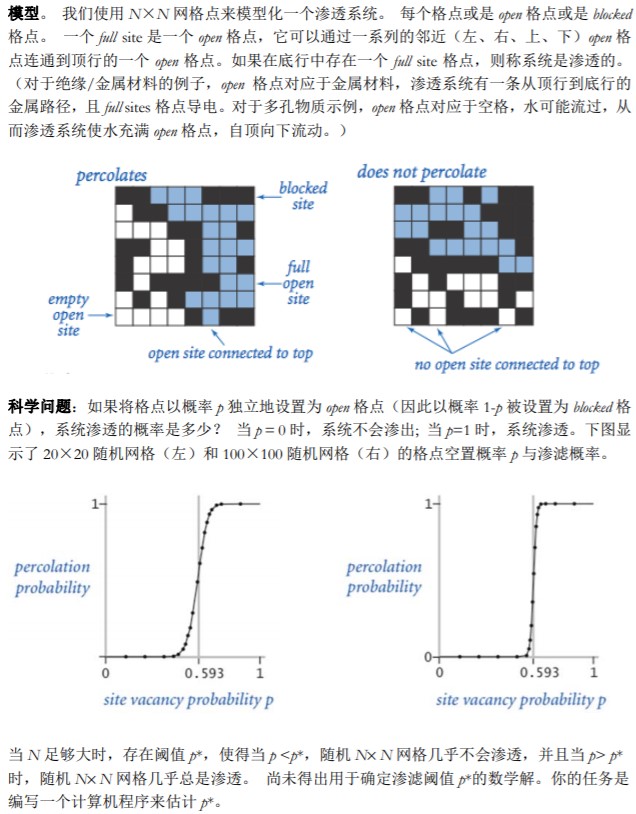 模型。 我们使用 N×N 网格点来模型化一个渗透系统。 每个格点或是 open 格点或是 blocked
格点。 一个 full site 是一个 open 格点，它可以通过一系列的邻近（左、右、上、下）open 格
点连通到顶行的一个 open 格点。如果在底行中存在一个 full site 格点，则称系统是渗透的。
（对于绝缘/金属材料的例子，open 格点对应于金属材料，渗透系统有一条从顶行到底行的
金属路径，且 full sites 格点导电。对于多孔物质示例，open 格点对应于空格，水可能流过，从
而渗透系统使水充满 open 格点，自顶向下流动。）
percolates
blocked
site
full
open
site
empty
open
site
open site connected to top
does not percolate
no open site connected to top
科学问题：如果将格点以概率 p 独立地设置为 open 格点（因此以概率 1-p 被设置为 blocked 格
点），系统渗透的概率是多少？ 当 p = 0 时，系统不会渗出; 当 p=1 时，系统渗透。下图显
示了 20×20 随机网格（左）和 100×100 随机网格（右）的格点空置概率 p 与渗滤概率。
1
percolation
probability
0 0.593 1
site vacancy probability p
1
percolation
probability
0
0 0.593 1
site vacancy probability p
当 N 足够大时，存在阈值 p*，使得当 p <p*，随机 N× N 网格几乎不会渗透，并且当 p> p*
时，随机 N× N 网格几乎总是渗透。 尚未得出用于确定渗滤阈值 p*的数学解。你的任务是
编写一个计算机程序来估计 p*。